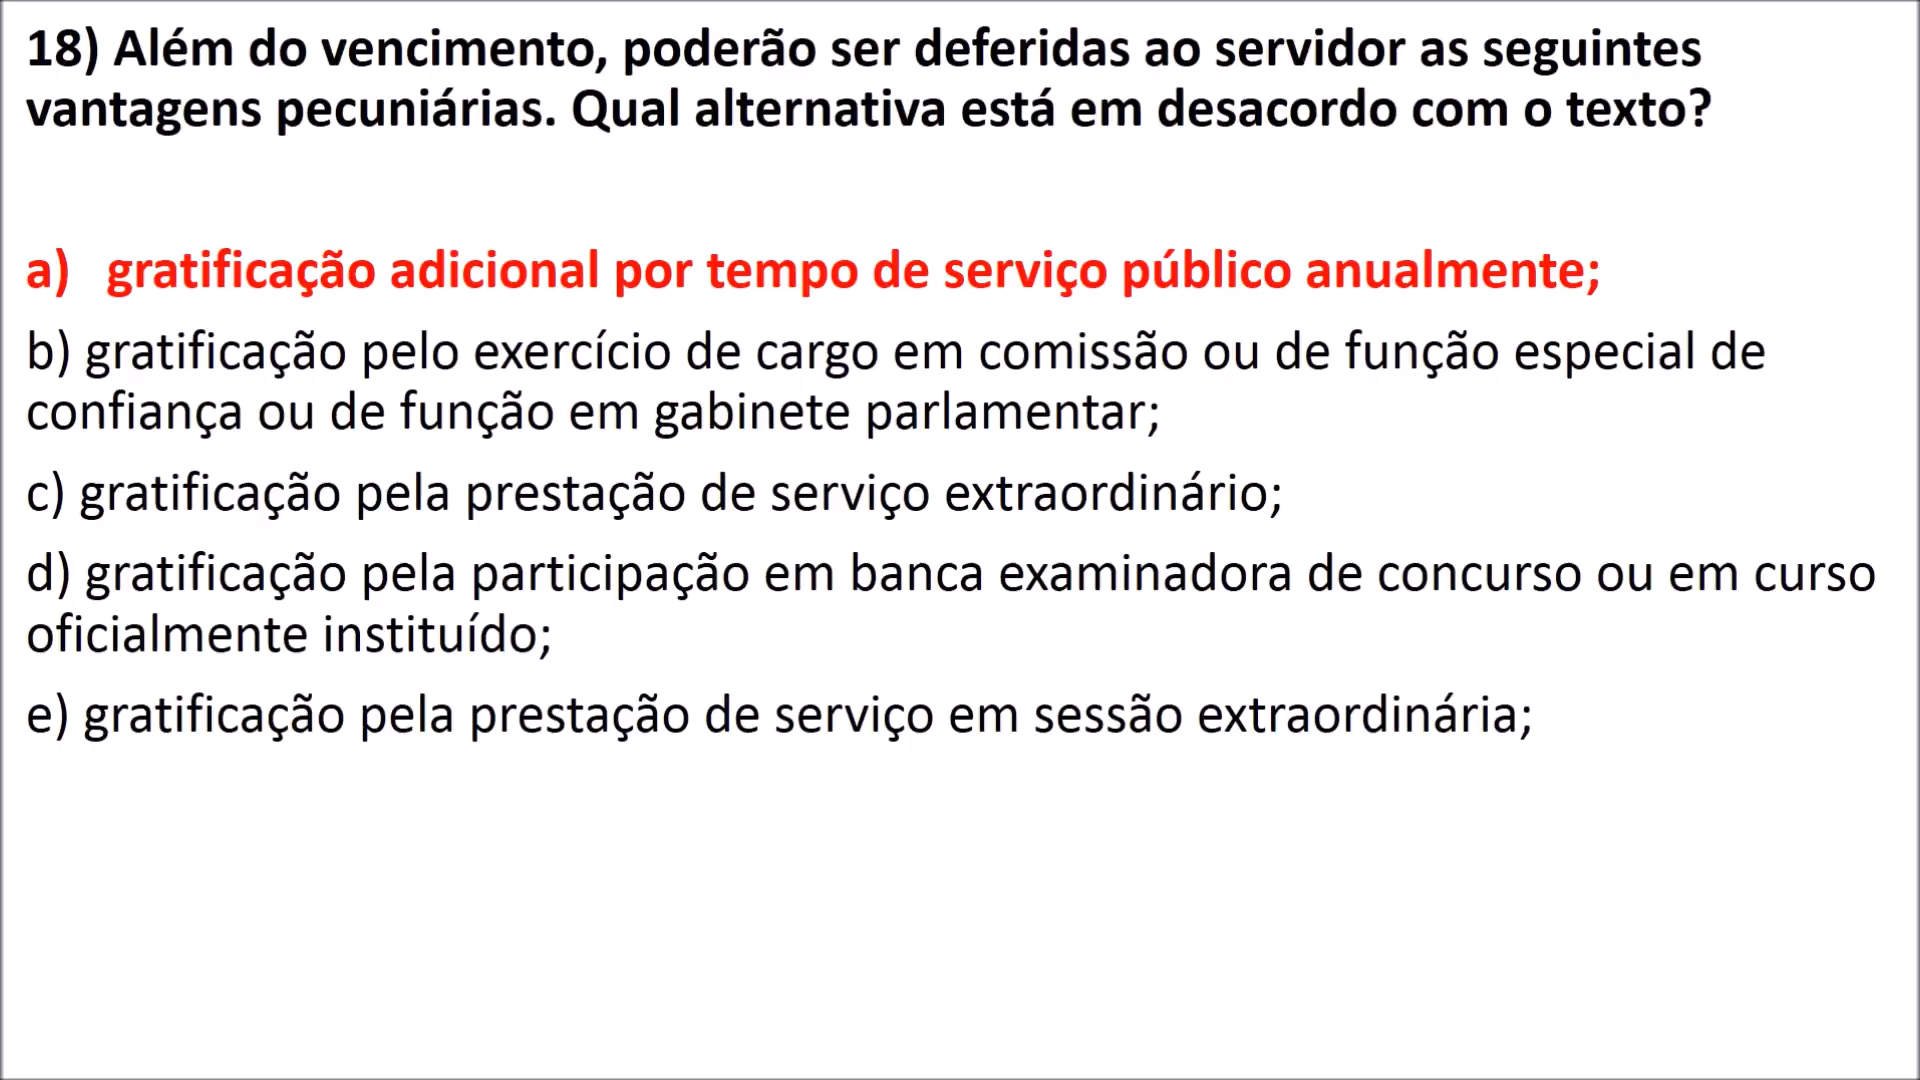 18) Além do vencimento, poderão ser deferidas ao servidor as seguintes
vantagens pecuniárias. Qual alternativa está em desacordo com o texto?
a) gratificação adicional por tempo de serviço público anualmente;
b) gratificação pelo exercício de cargo em comissão ou de função especial de
confiança ou de função em gabinete parlamentar;
c) gratificação pela prestação de serviço extraordinário;
d) gratificação pela participação em banca examinadora de concurso ou em curso
oficialmente instituído;
e) gratificação pela prestação de serviço em sessão extraordinária;